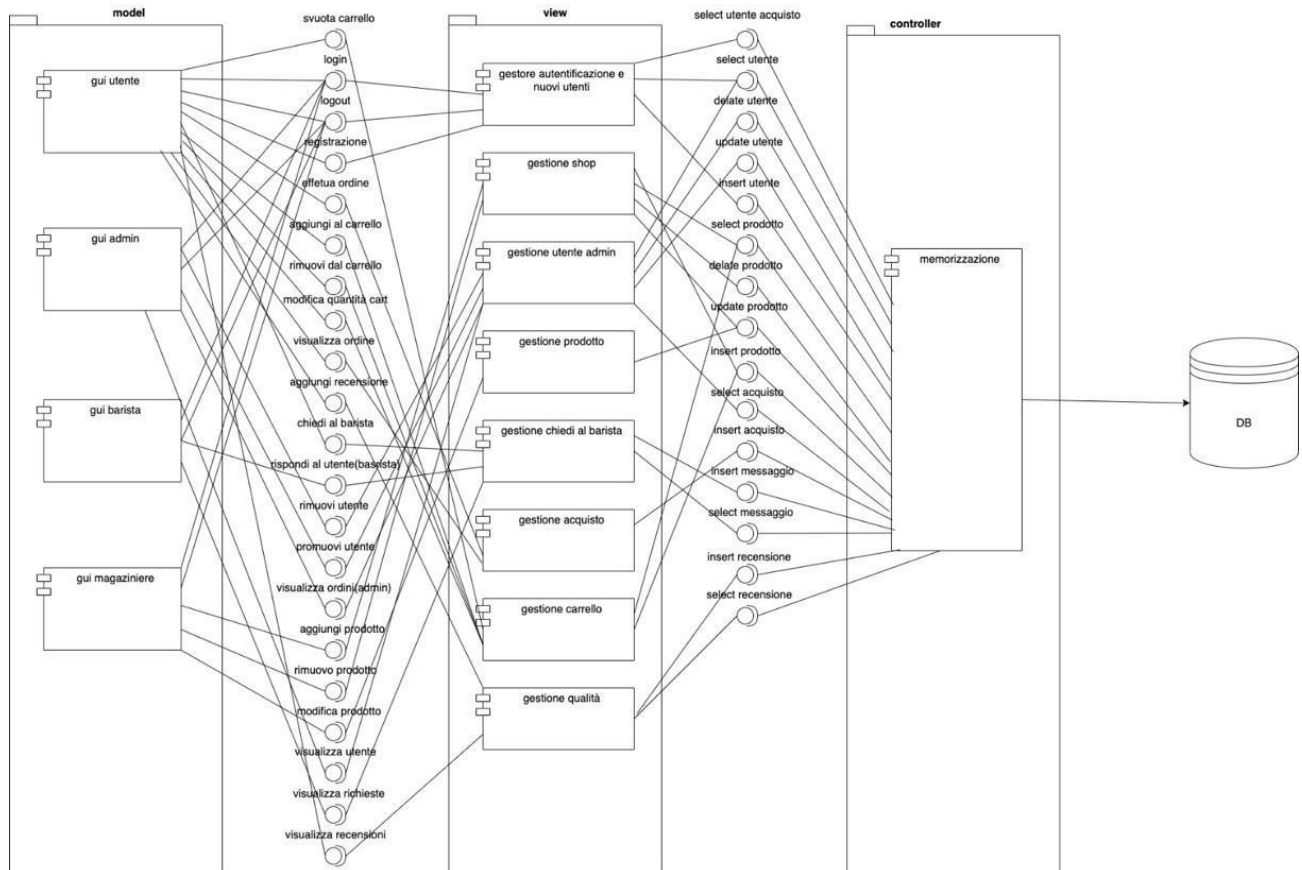 model
gui utente
gui admin
gui barista
gui magaziniere
svuota carrello
login
logout
registrazione
effetua ordine
aggiungi al carrello
rimuovi dal carrello
modifica quantità cart
visualizza ordine
aggiungi recensione
chiedi al barista
rispondi al utente(basrista)
rimuovi utente
promuovi utente
visualizza ordini(admin)
aggiungi prodotto
rimuovo prodotto
modifica prodotto
visualizza utente
visualizza richieste
visualizza recensioni
view
gestore autentificazione e
nuovi utenti
gestione shop
gestione utente admin
gestione prodotto
gestione chiedi al barista
gestione acquisto
gestione carrello
gestione qualità
select utente acquisto
select utente
delate utente
update utente
insert utente
select prodotto
delate prodotto
update prodotto
insert prodotto
select acquisto
insert acquisto
insert messaggio
select messaggio
insert recensione
select recensione
controller
memorizzazione
DB